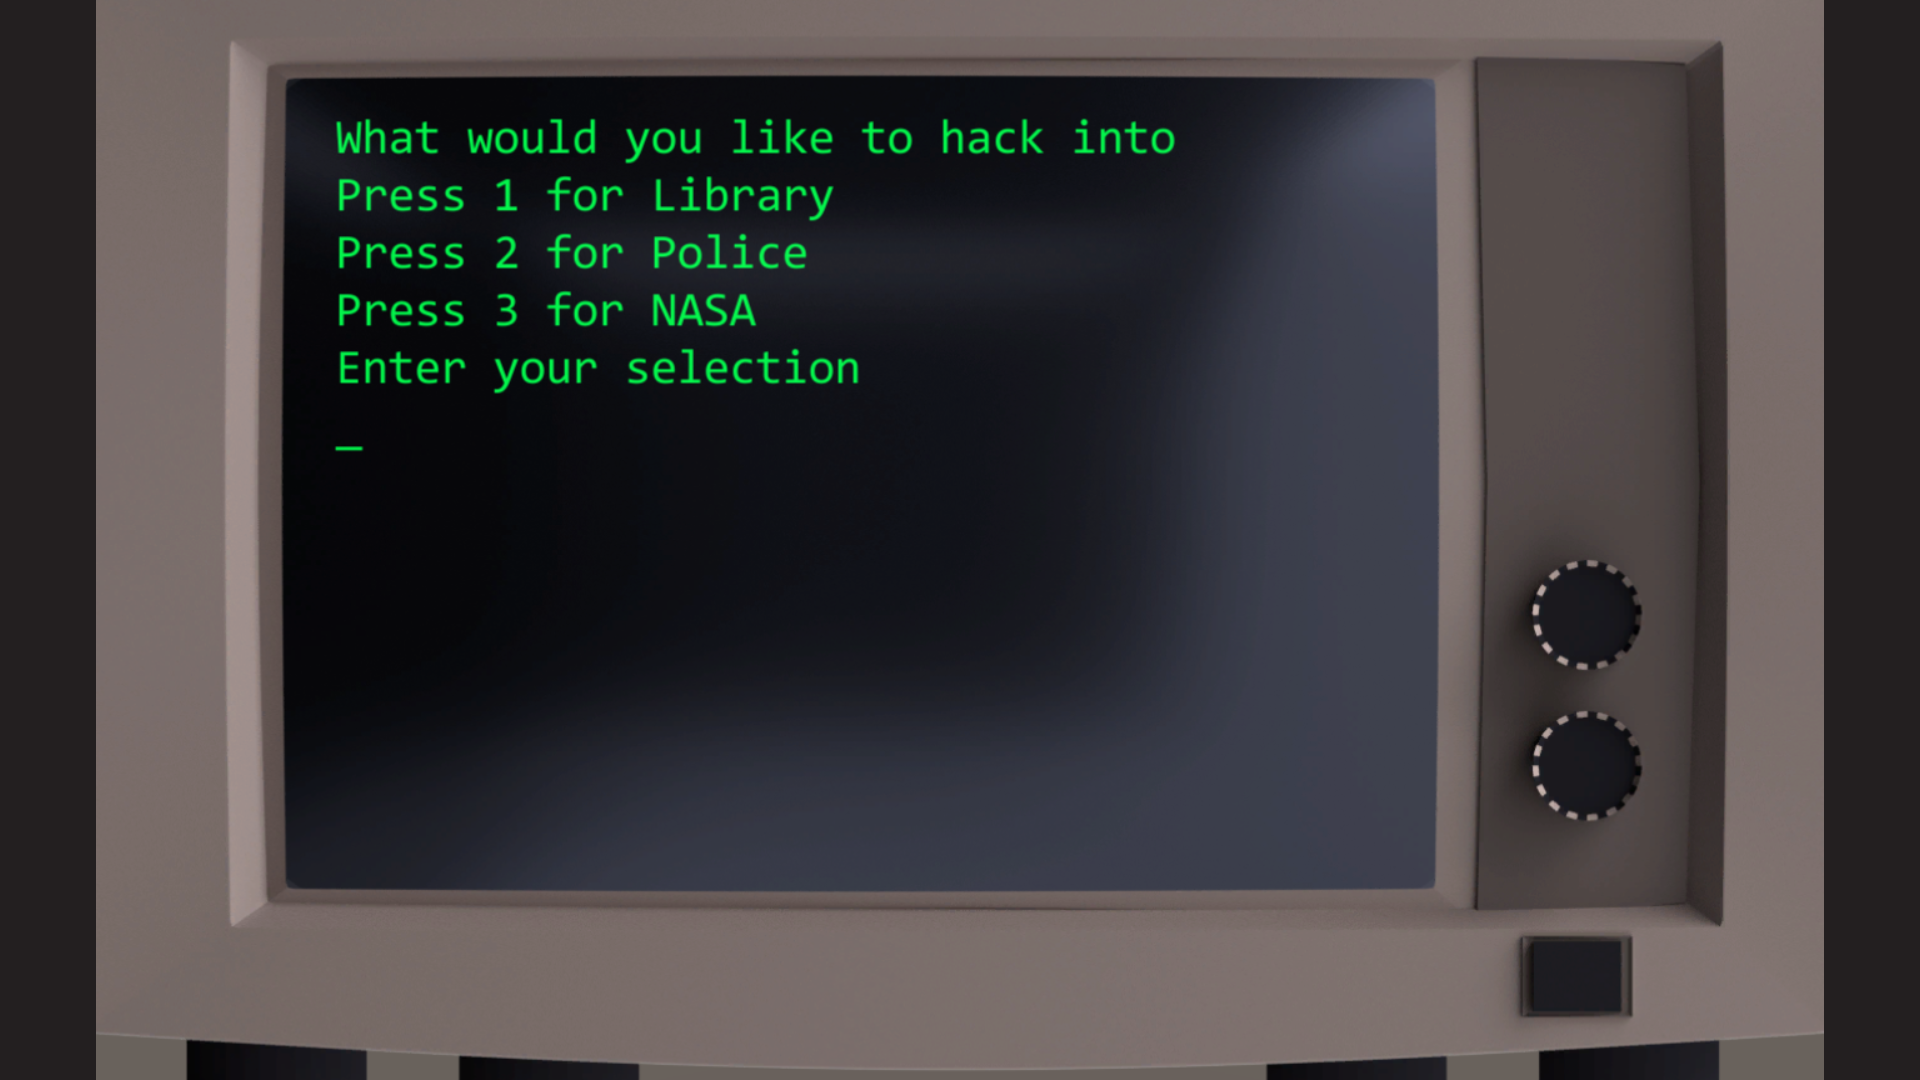 What would you like to hack into
Press 1 for Library
Press 2 for Police
Press 3 for NASA
Enter your selection
_